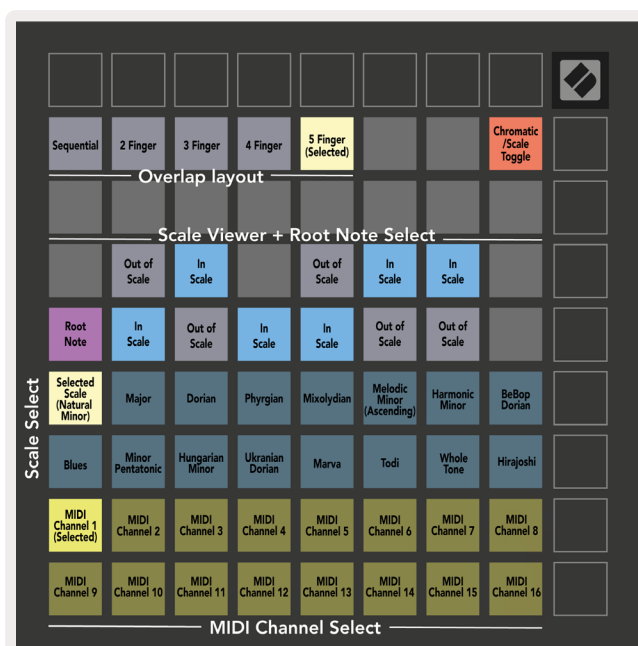 Sequential
2 Finger
3 Finger
4 Finger
5 Finger
(Selected)
Chromatic
/Scale
Toggle
Overlap layout
Scale Viewer + Root Note Select
Out of
Scale
In
Scale
Out of
Scale
In
Scale
In
Scale
Root
Note
In
Scale
Out of
Scale
In
Scale
In
Scale
Out of
Scale
Out of
Scale
Scale Select
Selected
Scale
(Natural
Minor)
Major
Dorian
Phyrgian
Mixolydian
Melodic
Minor
(Ascending)
Harmonic
Minor
BeBop
Dorian
Blues
Minor
Pentatonic
Hungarian
Minor
Ukranian
Dorian
Marva
Todi
Whole
Tone
Hirajoshi
MIDI
Channel 1
(Selected)
MIDI
Channel 2
MIDI
Channel 3
MIDI
Channel 4
MIDI
Channel 5
MIDI
Channel 6
MIDI
Channel 7
MIDI
Channel 8
MIDI
Channel 9
MIDI
Channel 10
MIDI
Channel 11
MIDI
Channel 12
MIDI
Channel 13
MIDI
Channel 14
MIDI
Channel 15
MIDI
Channel 16
MIDI Channel Select